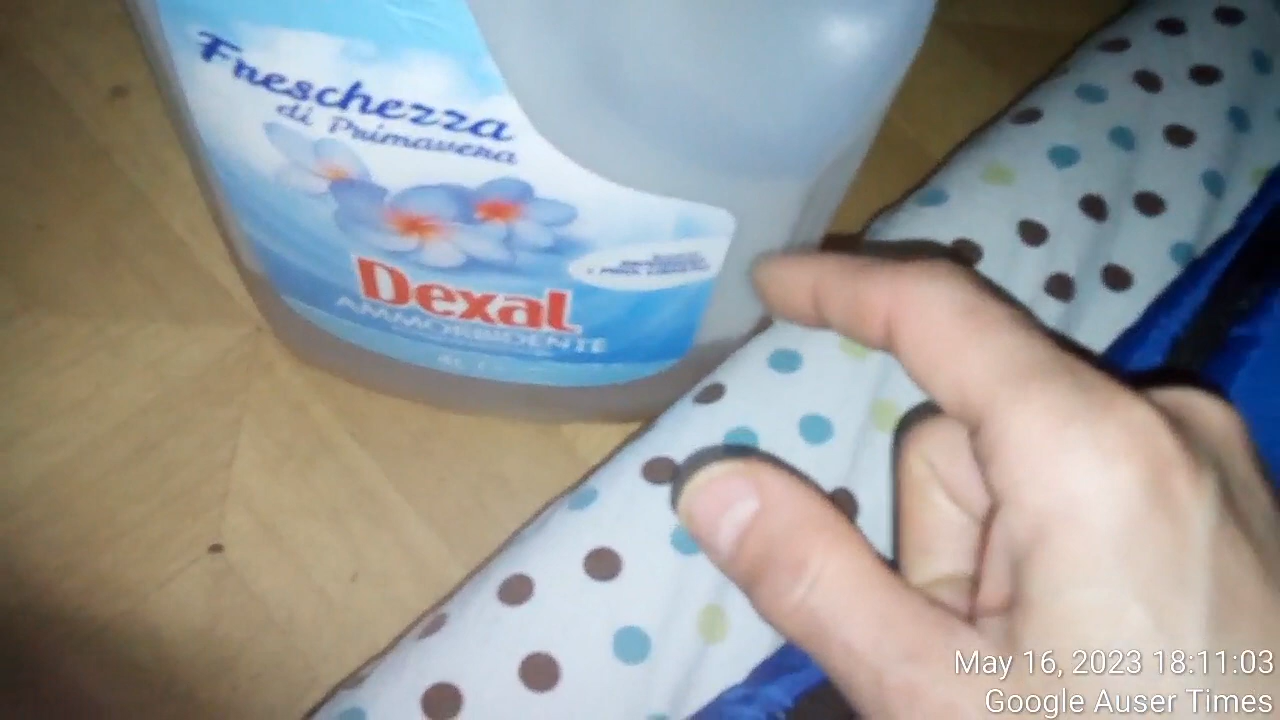 Freschezza
di Primavera
Dexal
AMMORBIDENTE
May 16, 2023 18:11:03
Google Auser Times